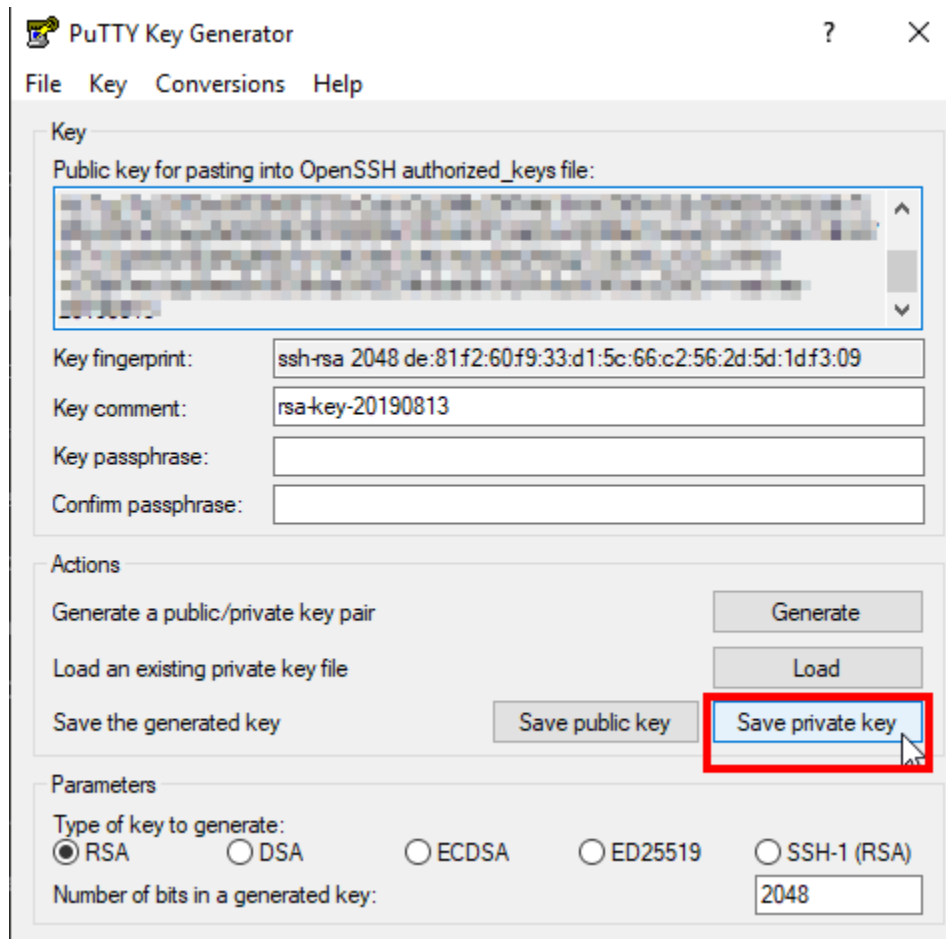 PuTTY Key Generator
?
File Key Conversions Help
Key
Public key for pasting into OpenSSH authorized_keys file:
Key fingerprint: ssh-rsa 2048 de:81:f2:60:f9:33:d1:5c:66:c2:56:2d:5d:1d:f3:09
Key comment: rsa-key-20190813
Key passphrase:
Confirm passphrase:
Actions
Generate a public/private key pair Generate
Load an existing private key file Load
Save the generated key Save public key Save private key
Parameters
Type of key to generate:
RSA DSA ECDSA ED25519 SSH-1 (RSA)
Number of bits in a generated key: 2048